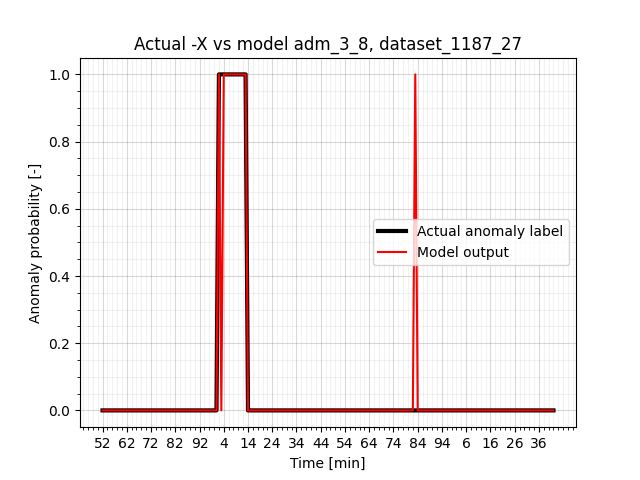 Actual -X vs model adm_3_8, dataset_1187_27
1.0
0.8
0.6
0.4
0.2
0.0
Anomaly probability [-]
Actual anomaly label
Model output
52 62 72 82 92 4 14 24 34 44 54 64 74 84 94 6 16 26 36
Time [min]